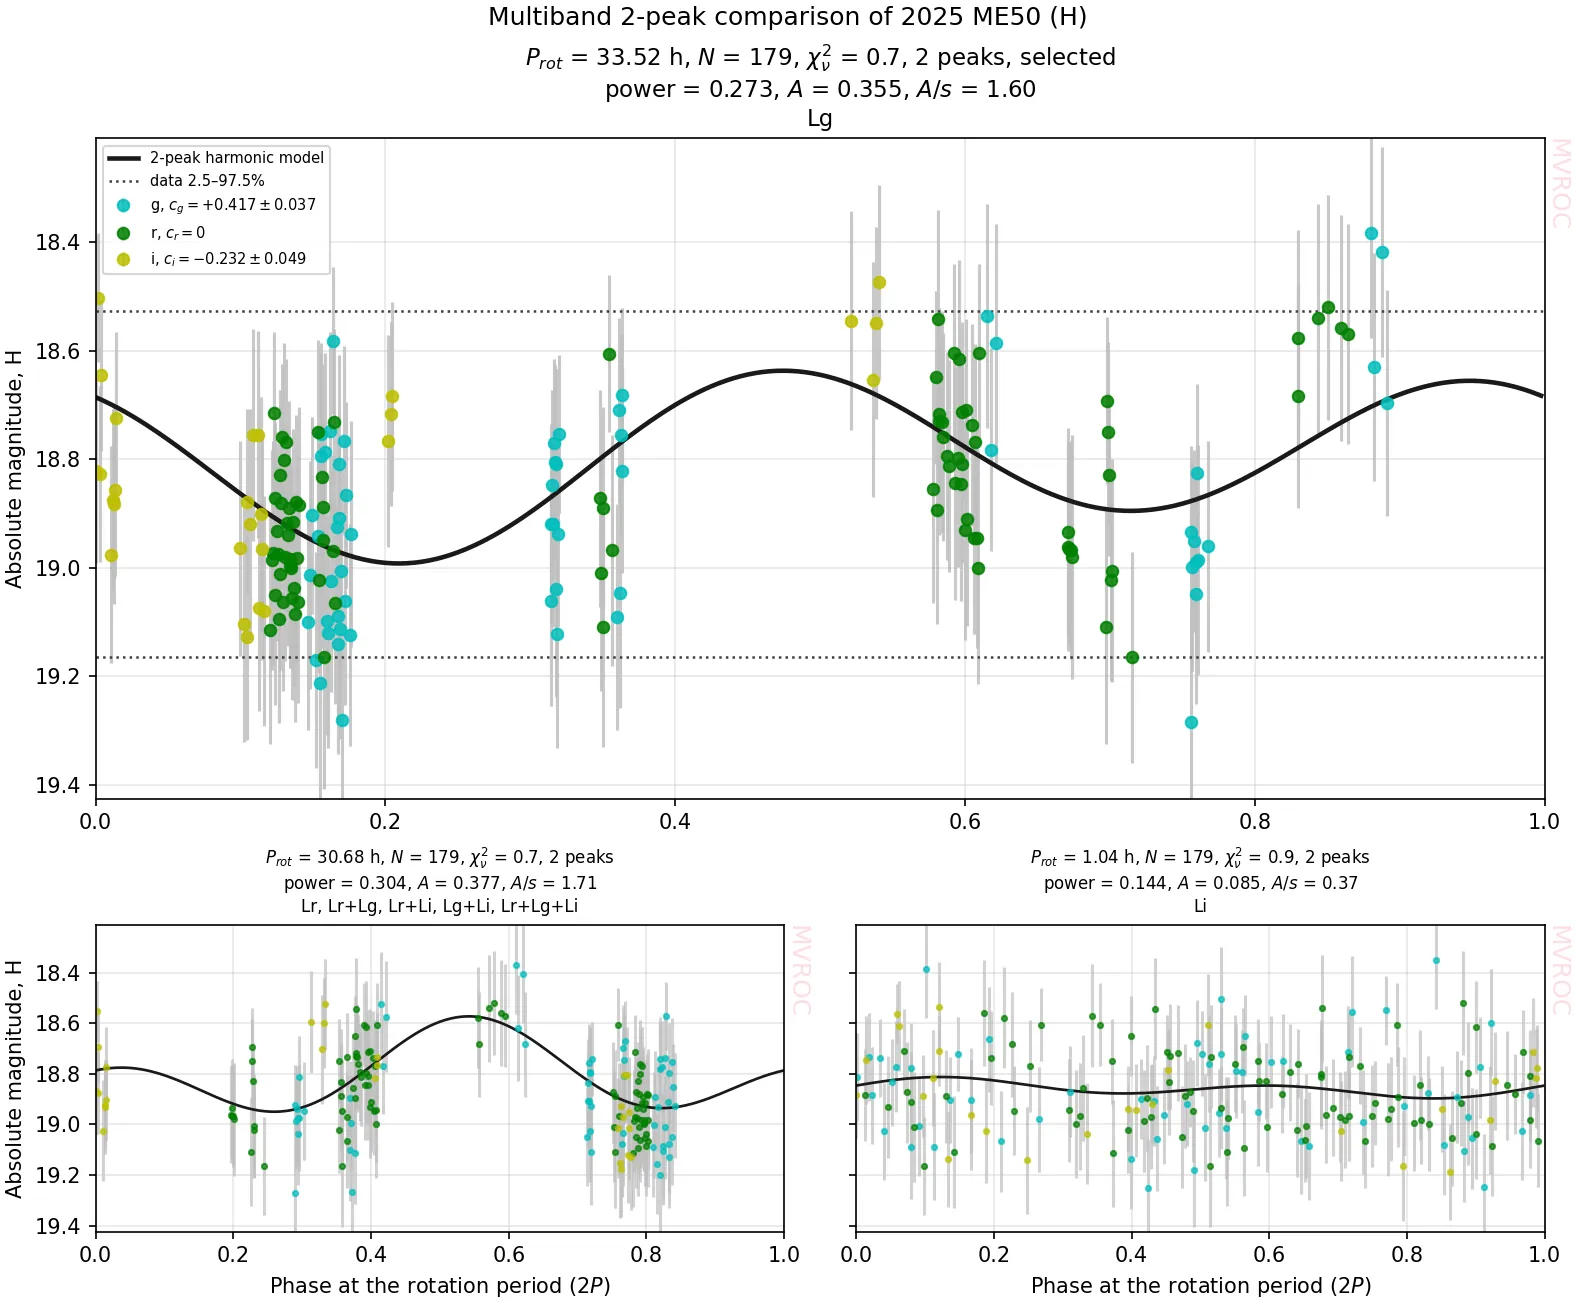 Multiband 2-peak comparison of 2025 ME50 (H)
P_rot = 33.52 h, N = 179, χ²_ν = 0.7, 2 peaks, selected
power = 0.273, A = 0.355, A/s = 1.60
Lg
2-peak harmonic model
data 2.5–97.5%
g, c_g = +0.417 ± 0.037
r, c_r = 0
i, c_i = −0.232 ± 0.049
MVROC
Absolute magnitude, H
18.4
18.6
18.8
19.0
19.2
19.4
0.0 0.2 0.4 0.6 0.8 1.0
P_rot = 30.68 h, N = 179, χ²_ν = 0.7, 2 peaks
power = 0.304, A = 0.377, A/s = 1.71
Lr, Lr+Lg, Lr+Li, Lg+Li, Lr+Lg+Li
MVROC
Absolute magnitude, H
18.4
18.6
18.8
19.0
19.2
19.4
0.0 0.2 0.4 0.6 0.8 1.0
Phase at the rotation period (2P)
P_rot = 1.04 h, N = 179, χ²_ν = 0.9, 2 peaks
power = 0.144, A = 0.085, A/s = 0.37
Li
MVROC
0.0 0.2 0.4 0.6 0.8 1.0
Phase at the rotation period (2P)